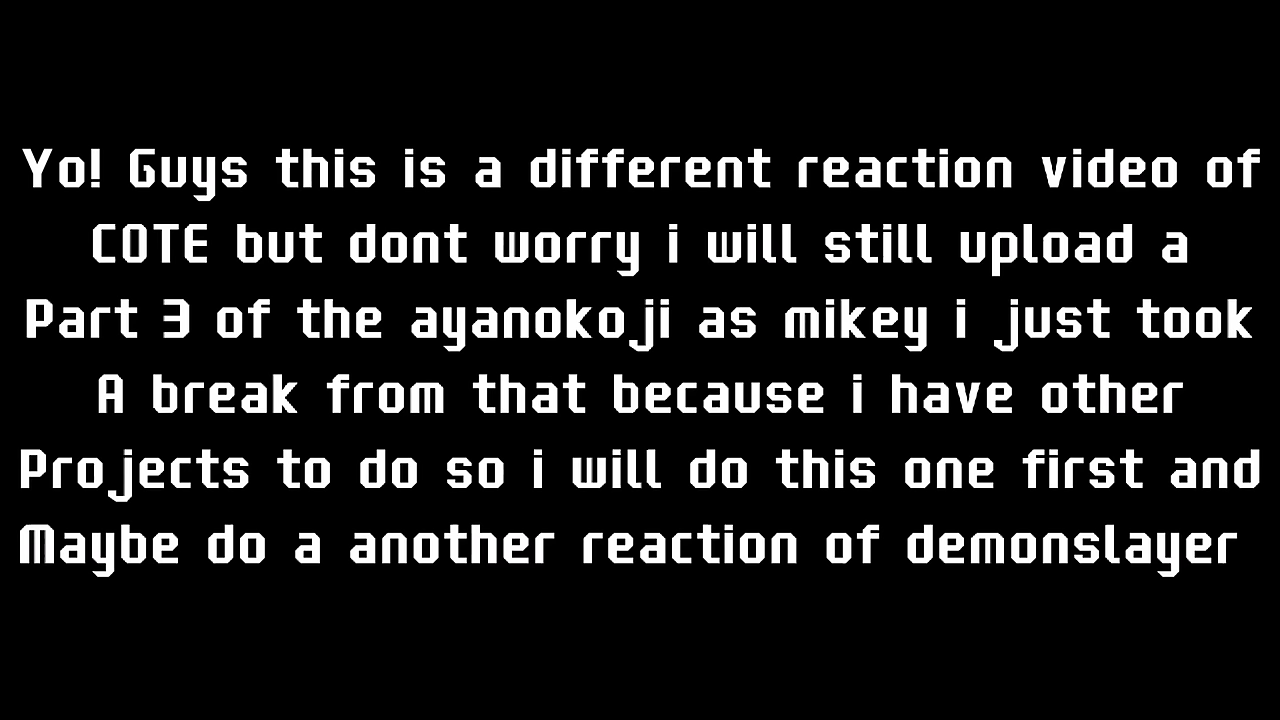 Yo! Guys this is a different reaction video of
COTE but dont worry i will still upload a
Part 3 of the ayanokoji as mikey i just took
A break from that because i have other
Projects to do so i will do this one first and
Maybe do a another reaction of demonslayer